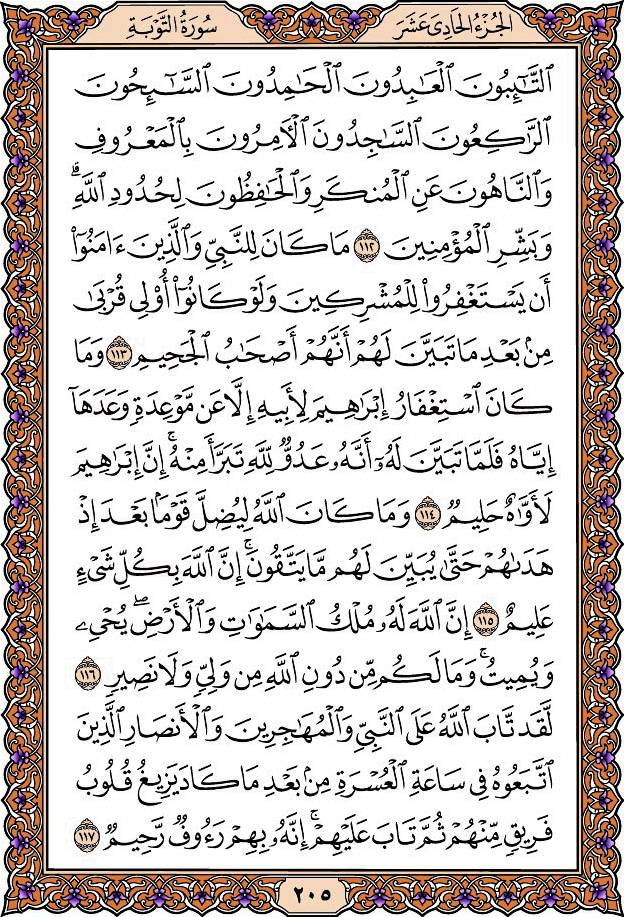 الجُزْءُ الحَادِى عَشَرَ
سُورَةُ التَّوْبَةِ
ٱلتَّـٰٓئِبُونَ ٱلْعَـٰبِدُونَ ٱلْحَـٰمِدُونَ ٱلسَّـٰٓئِحُونَ
ٱلرَّٰكِعُونَ ٱلسَّـٰجِدُونَ ٱلْءَامِرُونَ بِٱلْمَعْرُوفِ
وَٱلنَّاهُونَ عَنِ ٱلْمُنكَرِ وَٱلْحَـٰفِظُونَ لِحُدُودِ ٱللَّهِۗ
وَبَشِّرِ ٱلْمُؤْمِنِينَ ١١٢ مَا كَانَ لِلنَّبِىِّ وَٱلَّذِينَ ءَامَنُوٓا۟
أَن يَسْتَغْفِرُوا۟ لِلْمُشْرِكِينَ وَلَوْ كَانُوٓا۟ أُو۟لِى قُرْبَىٰ
مِنۢ بَعْدِ مَا تَبَيَّنَ لَهُمْ أَنَّهُمْ أَصْحَـٰبُ ٱلْجَحِيمِ ١١٣ وَمَا
كَانَ ٱسْتِغْفَارُ إِبْرَٰهِيمَ لِأَبِيهِ إِلَّا عَن مَّوْعِدَةٍ وَعَدَهَآ
إِيَّاهُ فَلَمَّا تَبَيَّنَ لَهُۥٓ أَنَّهُۥ عَدُوٌّ لِّلَّهِ تَبَرَّأَ مِنْهُۚ إِنَّ إِبْرَٰهِيمَ
لَأَوَّٰهٌ حَلِيمٌ ١١٤ وَمَا كَانَ ٱللَّهُ لِيُضِلَّ قَوْمًۢا بَعْدَ إِذْ
هَدَىٰهُمْ حَتَّىٰ يُبَيِّنَ لَهُم مَّا يَتَّقُونَۚ إِنَّ ٱللَّهَ بِكُلِّ شَىْءٍ
عَلِيمٌ ١١٥ إِنَّ ٱللَّهَ لَهُۥ مُلْكُ ٱلسَّمَـٰوَٰتِ وَٱلْأَرْضِۖ يُحْىِۦ
وَيُمِيتُۚ وَمَا لَكُم مِّن دُونِ ٱللَّهِ مِن وَلِىٍّ وَلَا نَصِيرٍ ١١٦
لَّقَد تَّابَ ٱللَّهُ عَلَى ٱلنَّبِىِّ وَٱلْمُهَـٰجِرِينَ وَٱلْأَنصَارِ ٱلَّذِينَ
ٱتَّبَعُوهُ فِى سَاعَةِ ٱلْعُسْرَةِ مِنۢ بَعْدِ مَا كَادَ يَزِيغُ قُلُوبُ
فَرِيقٍ مِّنْهُمْ ثُمَّ تَابَ عَلَيْهِمْۚ إِنَّهُۥ بِهِمْ رَءُوفٌ رَّحِيمٌ ١١٧
٢٠٥